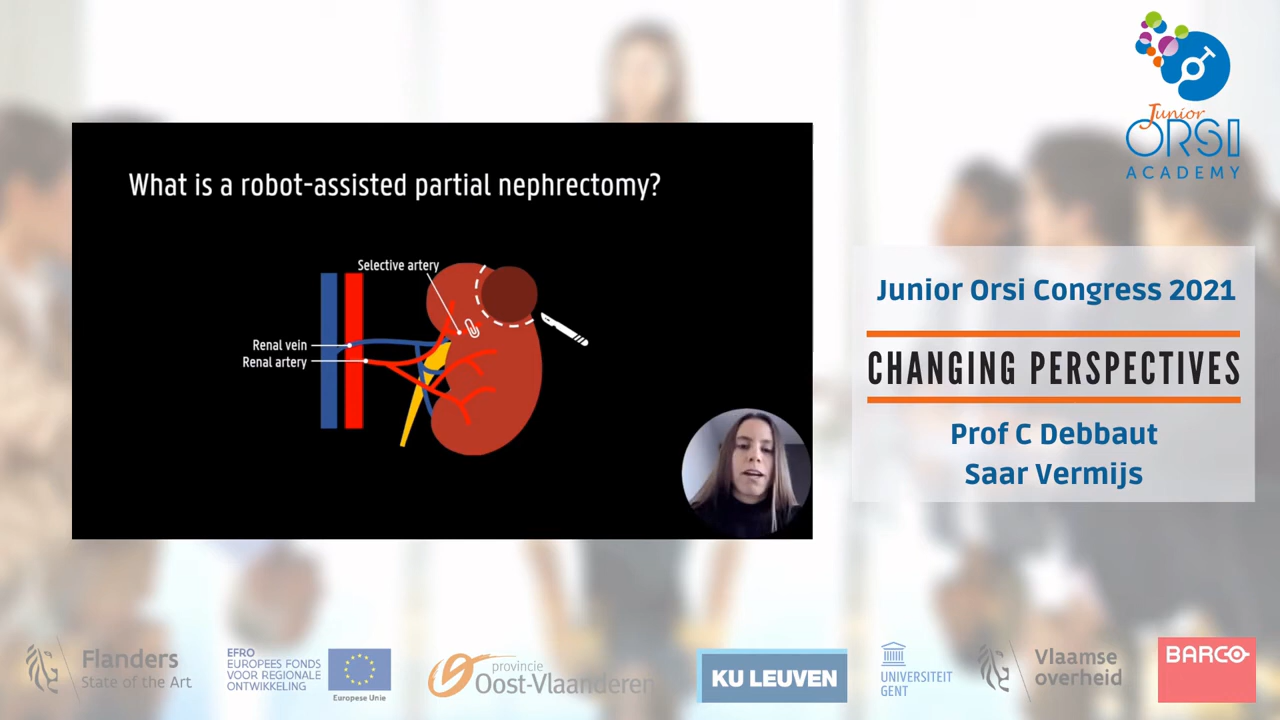 Junior
ORSI
ACADEMY
What is a robot-assisted partial nephrectomy?
Selective artery
Renal vein
Renal artery
Junior Orsi Congress 2021
CHANGING PERSPECTIVES
Prof C Debbaut
Saar Vermijs
Flanders
State of the Art
EFRO
EUROPEES FONDS
VOOR REGIONALE
ONTWIKKELING
Europese Unie
provincie
Oost-Vlaanderen
KU LEUVEN
UNIVERSITEIT
GENT
Vlaamse
overheid
BARCO